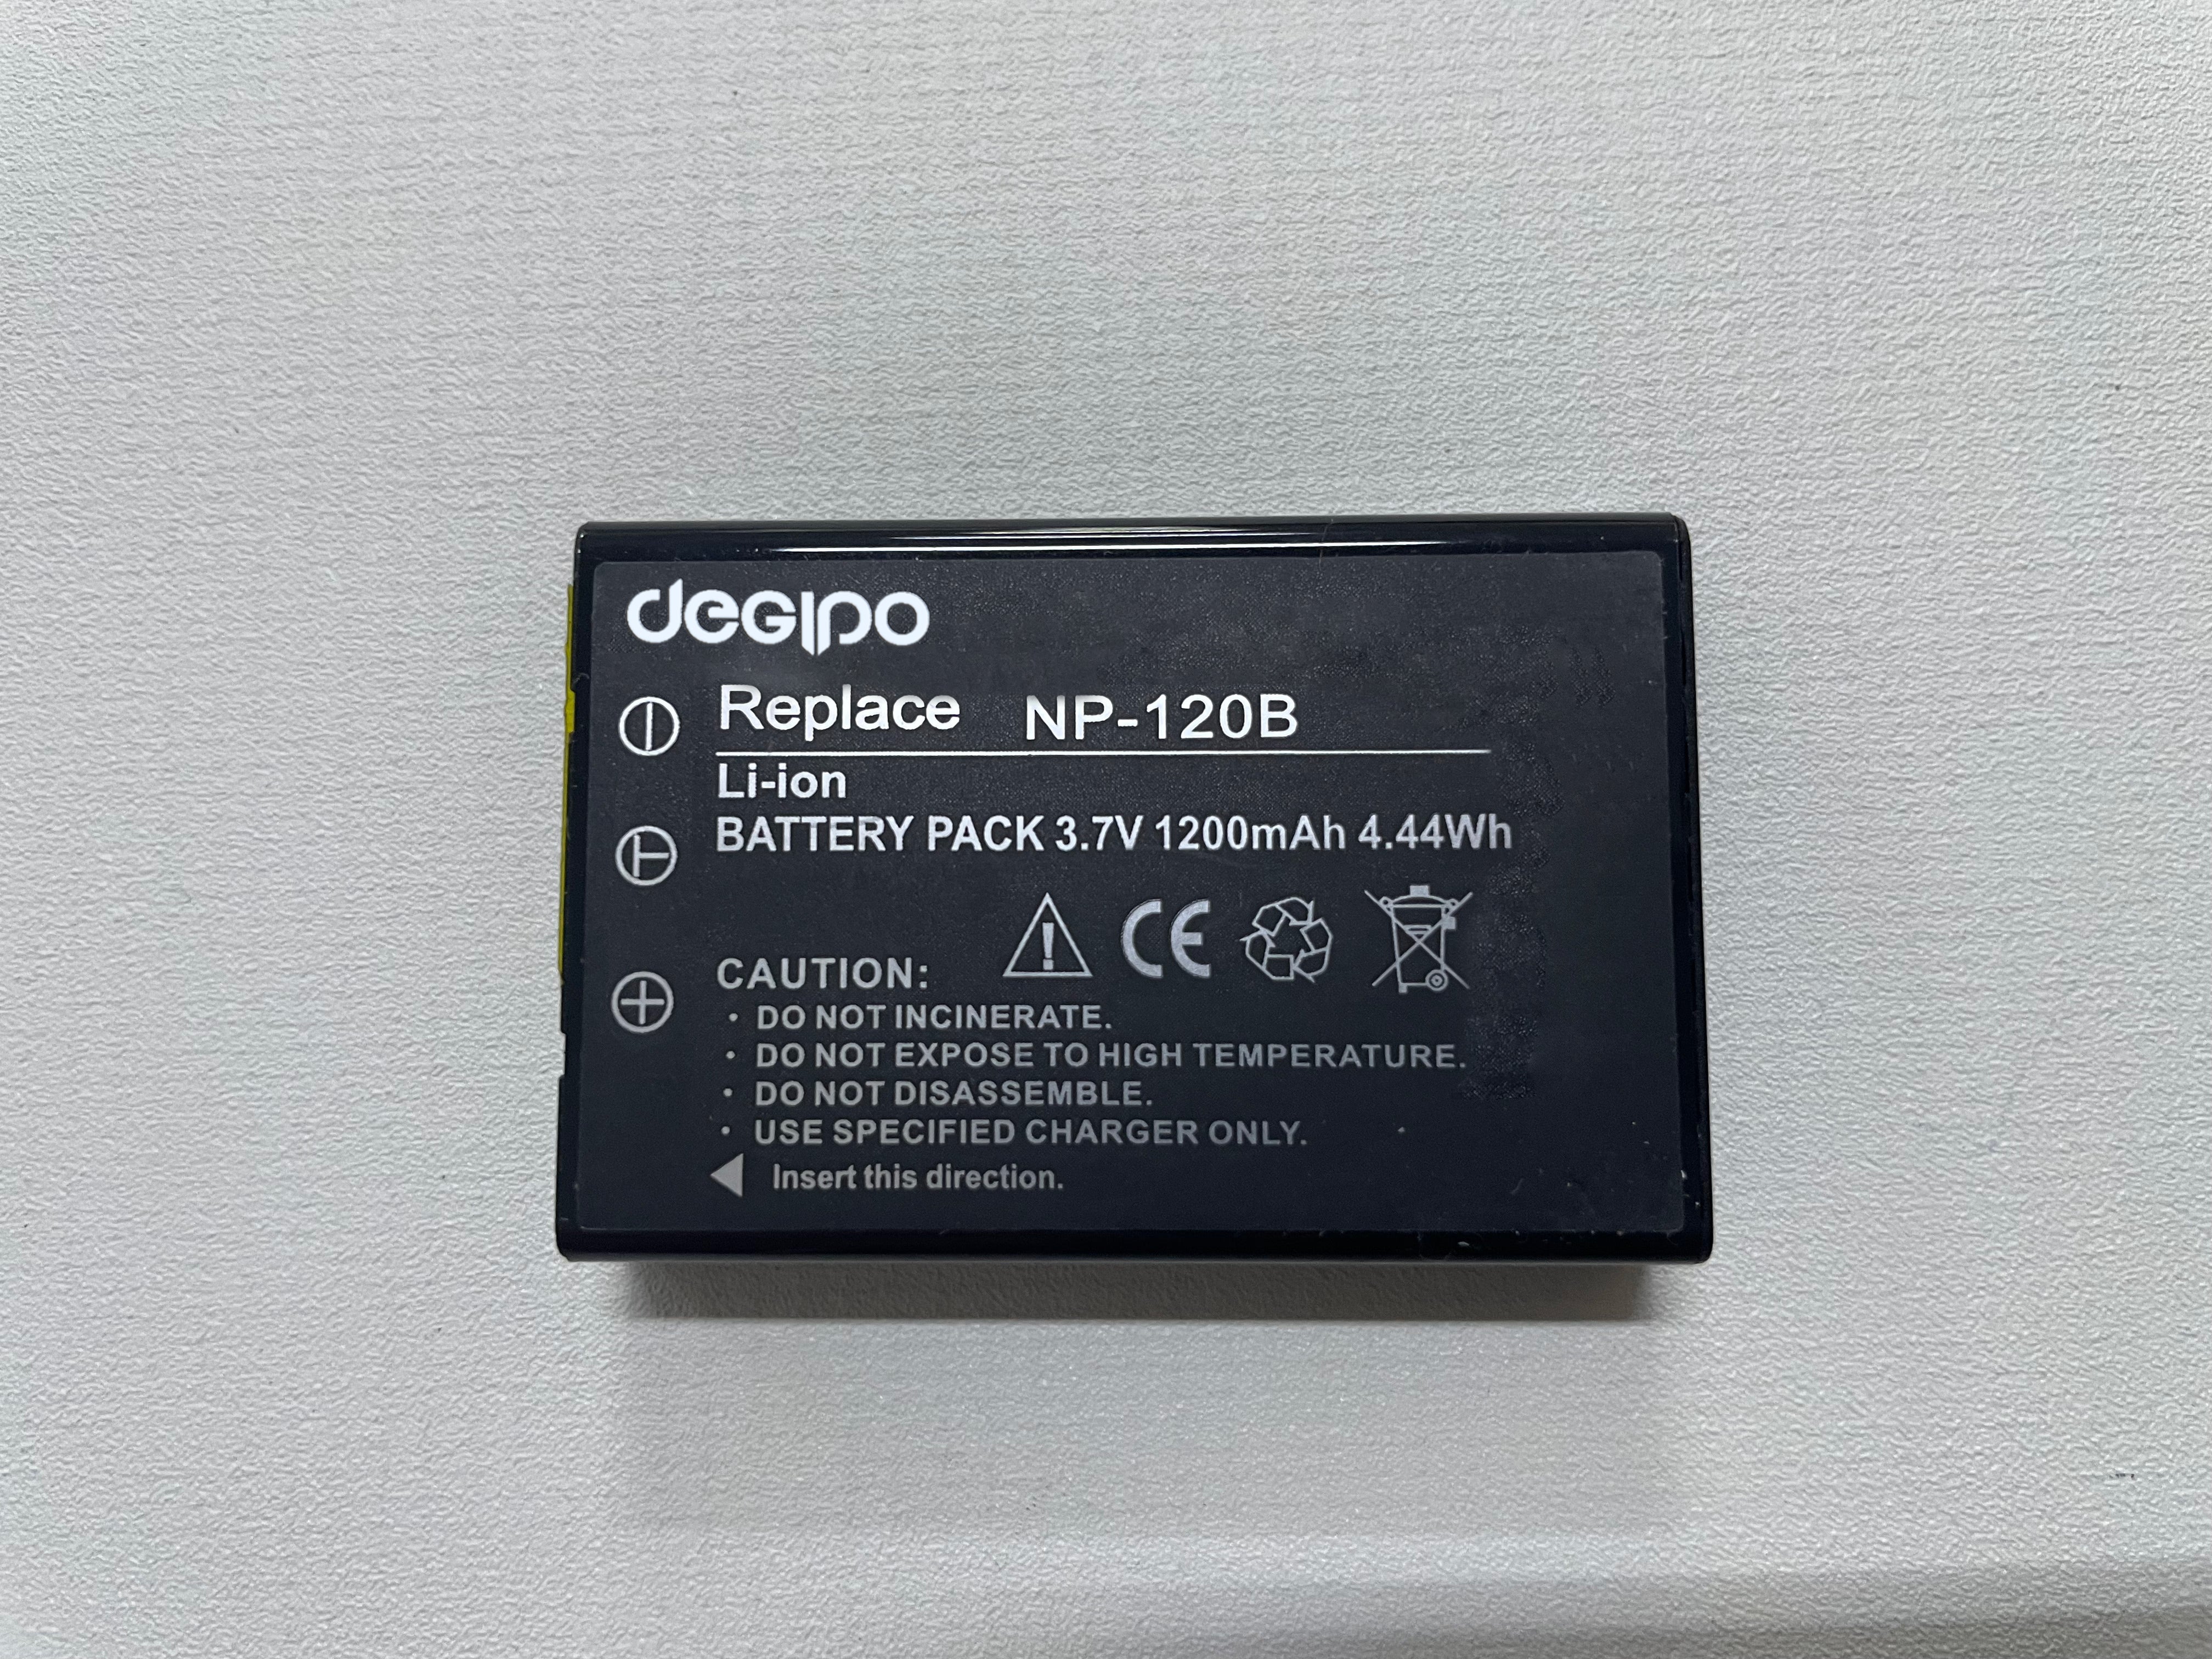 degipo
Replace NP-120B
Li-ion
BATTERY PACK 3.7V 1200mAh 4.44Wh
CE
CAUTION:
• DO NOT INCINERATE.
• DO NOT EXPOSE TO HIGH TEMPERATURE.
• DO NOT DISASSEMBLE.
• USE SPECIFIED CHARGER ONLY.
Insert this direction.